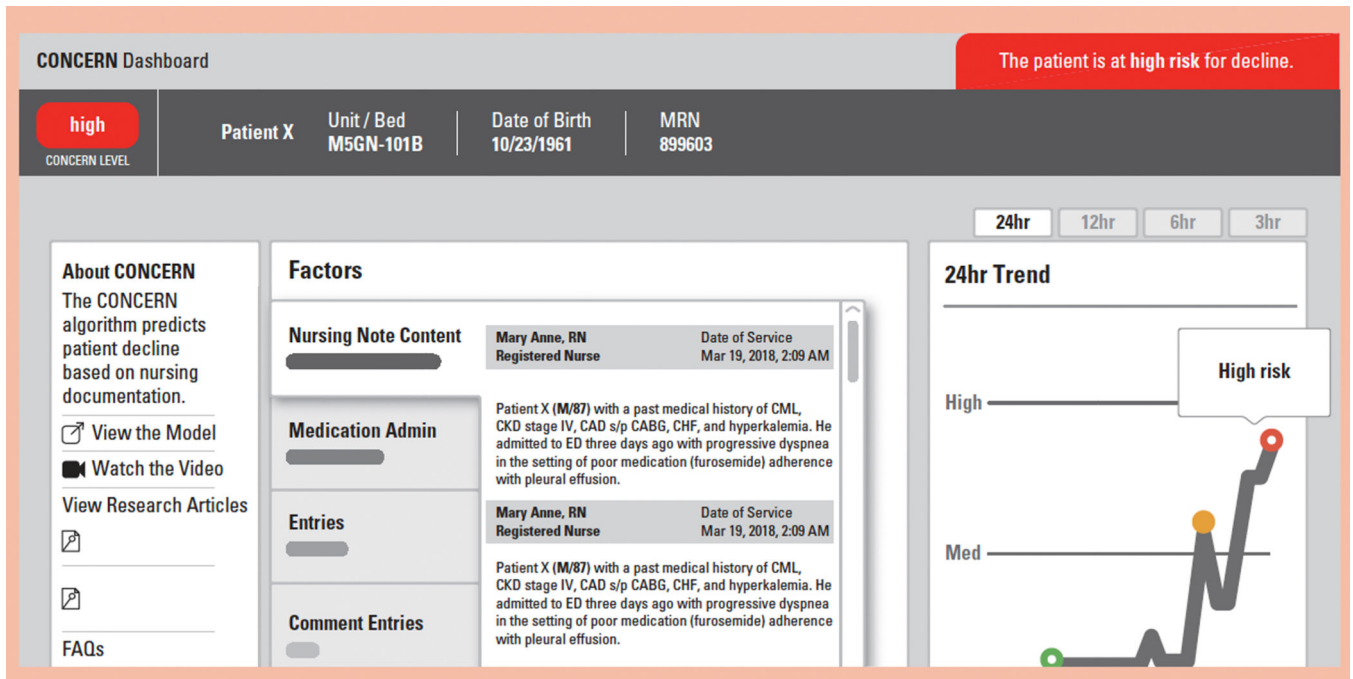 CONCERN Dashboard
The patient is at high risk for decline.
high
CONCERN LEVEL
Patient X
Unit / Bed
M5GN-101B
Date of Birth
10/23/1961
MRN
899603
24hr
12hr
6hr
3hr
About CONCERN
The CONCERN
algorithm predicts
patient decline
based on nursing
documentation.
View the Model
Watch the Video
View Research Articles
FAQs
Factors
Nursing Note Content
Medication Admin
Entries
Comment Entries
Mary Anne, RN
Registered Nurse
Date of Service
Mar 19, 2018, 2:09 AM
Patient X (M/87) with a past medical history of CML,
CKD stage IV, CAD s/p CABG, CHF, and hyperkalemia. He
admitted to ED three days ago with progressive dyspnea
in the setting of poor medication (furosemide) adherence
with pleural effusion.
Mary Anne, RN
Registered Nurse
Date of Service
Mar 19, 2018, 2:09 AM
Patient X (M/87) with a past medical history of CML,
CKD stage IV, CAD s/p CABG, CHF, and hyperkalemia. He
admitted to ED three days ago with progressive dyspnea
in the setting of poor medication (furosemide) adherence
with pleural effusion.
24hr Trend
High risk
High
Med